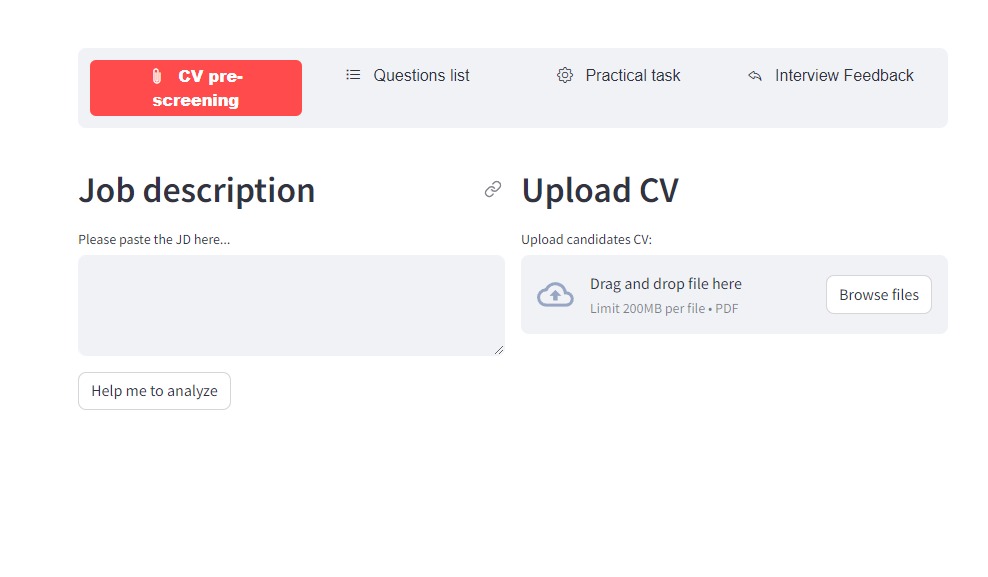 CV pre-
screening
Questions list
Practical task
Interview Feedback
Job description
Please paste the JD here...
Help me to analyze
Upload CV
Upload candidates CV:
Drag and drop file here
Limit 200MB per file • PDF
Browse files